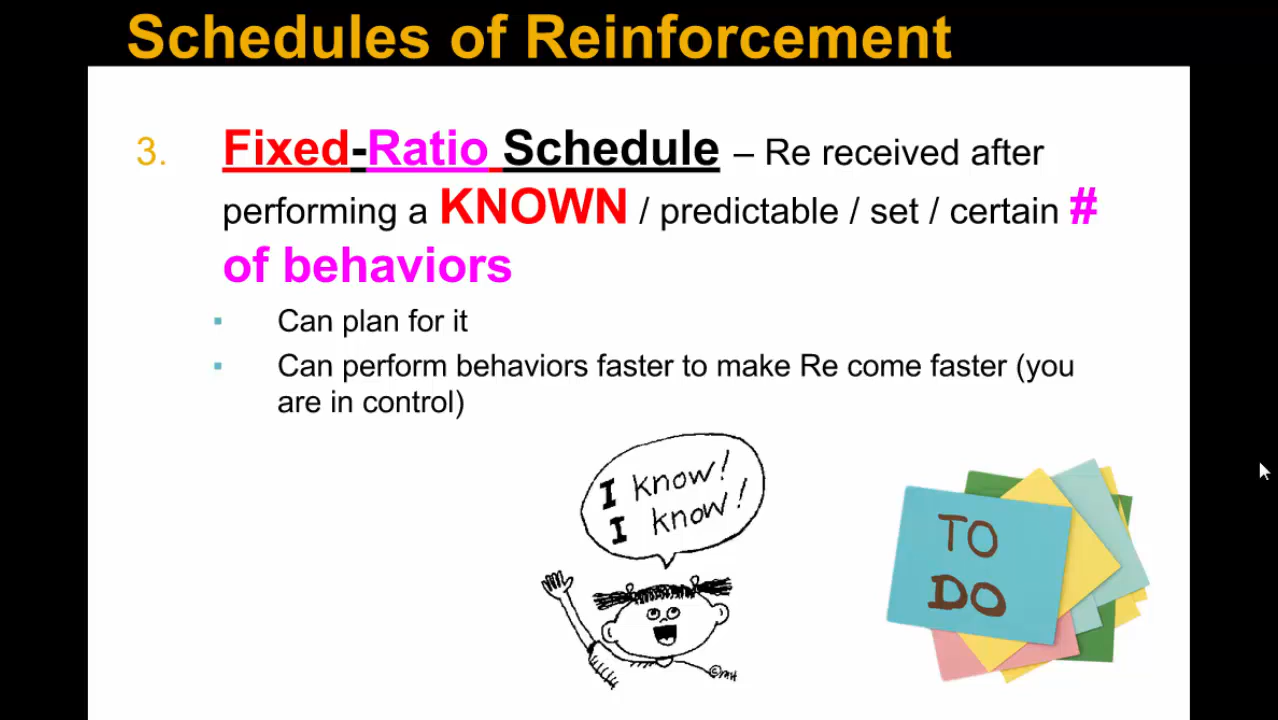 Schedules of Reinforcement
3. Fixed-Ratio Schedule – Re received after
performing a KNOWN / predictable / set / certain #
of behaviors
▪ Can plan for it
▪ Can perform behaviors faster to make Re come faster (you
are in control)
I know!
I know!
TO
DO